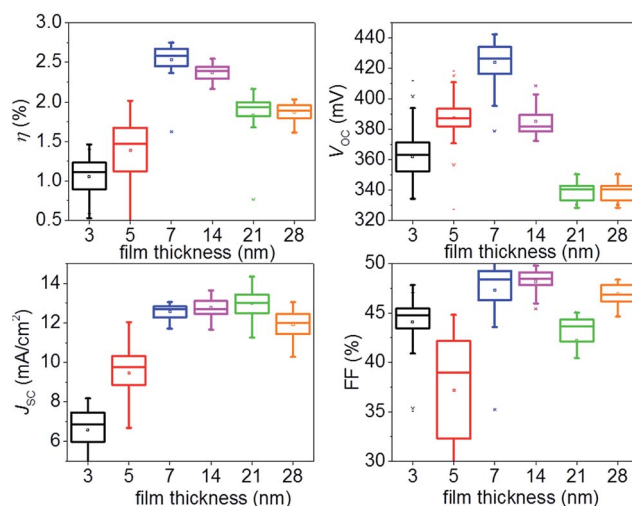 3.0
2.5
2.0
1.5
1.0
0.5
η (%)
3 5 7 14 21 28
film thickness (nm)
440
420
400
380
360
340
320
V_OC (mV)
3 5 7 14 21 28
film thickness (nm)
14
12
10
8
6
J_SC (mA/cm²)
3 5 7 14 21 28
film thickness (nm)
50
45
40
35
30
FF (%)
3 5 7 14 21 28
film thickness (nm)